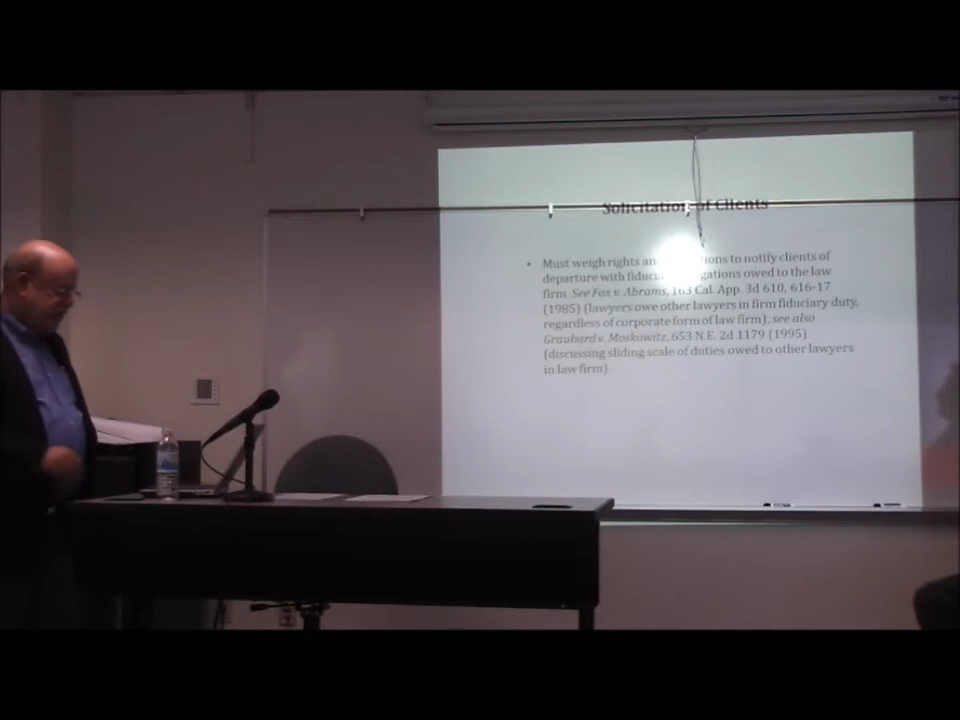 Solicitation of Clients
• Must weigh rights and ions to notify clients of
departure with fiduci gations owed to the law
firm. See Fox v. Abrams, 163 Cal. App. 3d 610, 616-17
(1985) (lawyers owe other lawyers in firm fiduciary duty,
regardless of corporate form of law firm); see also
Graubard v. Moskowitz, 653 N.E. 2d 1179 (1995)
(discussing sliding scale of duties owed to other lawyers
in law firm).